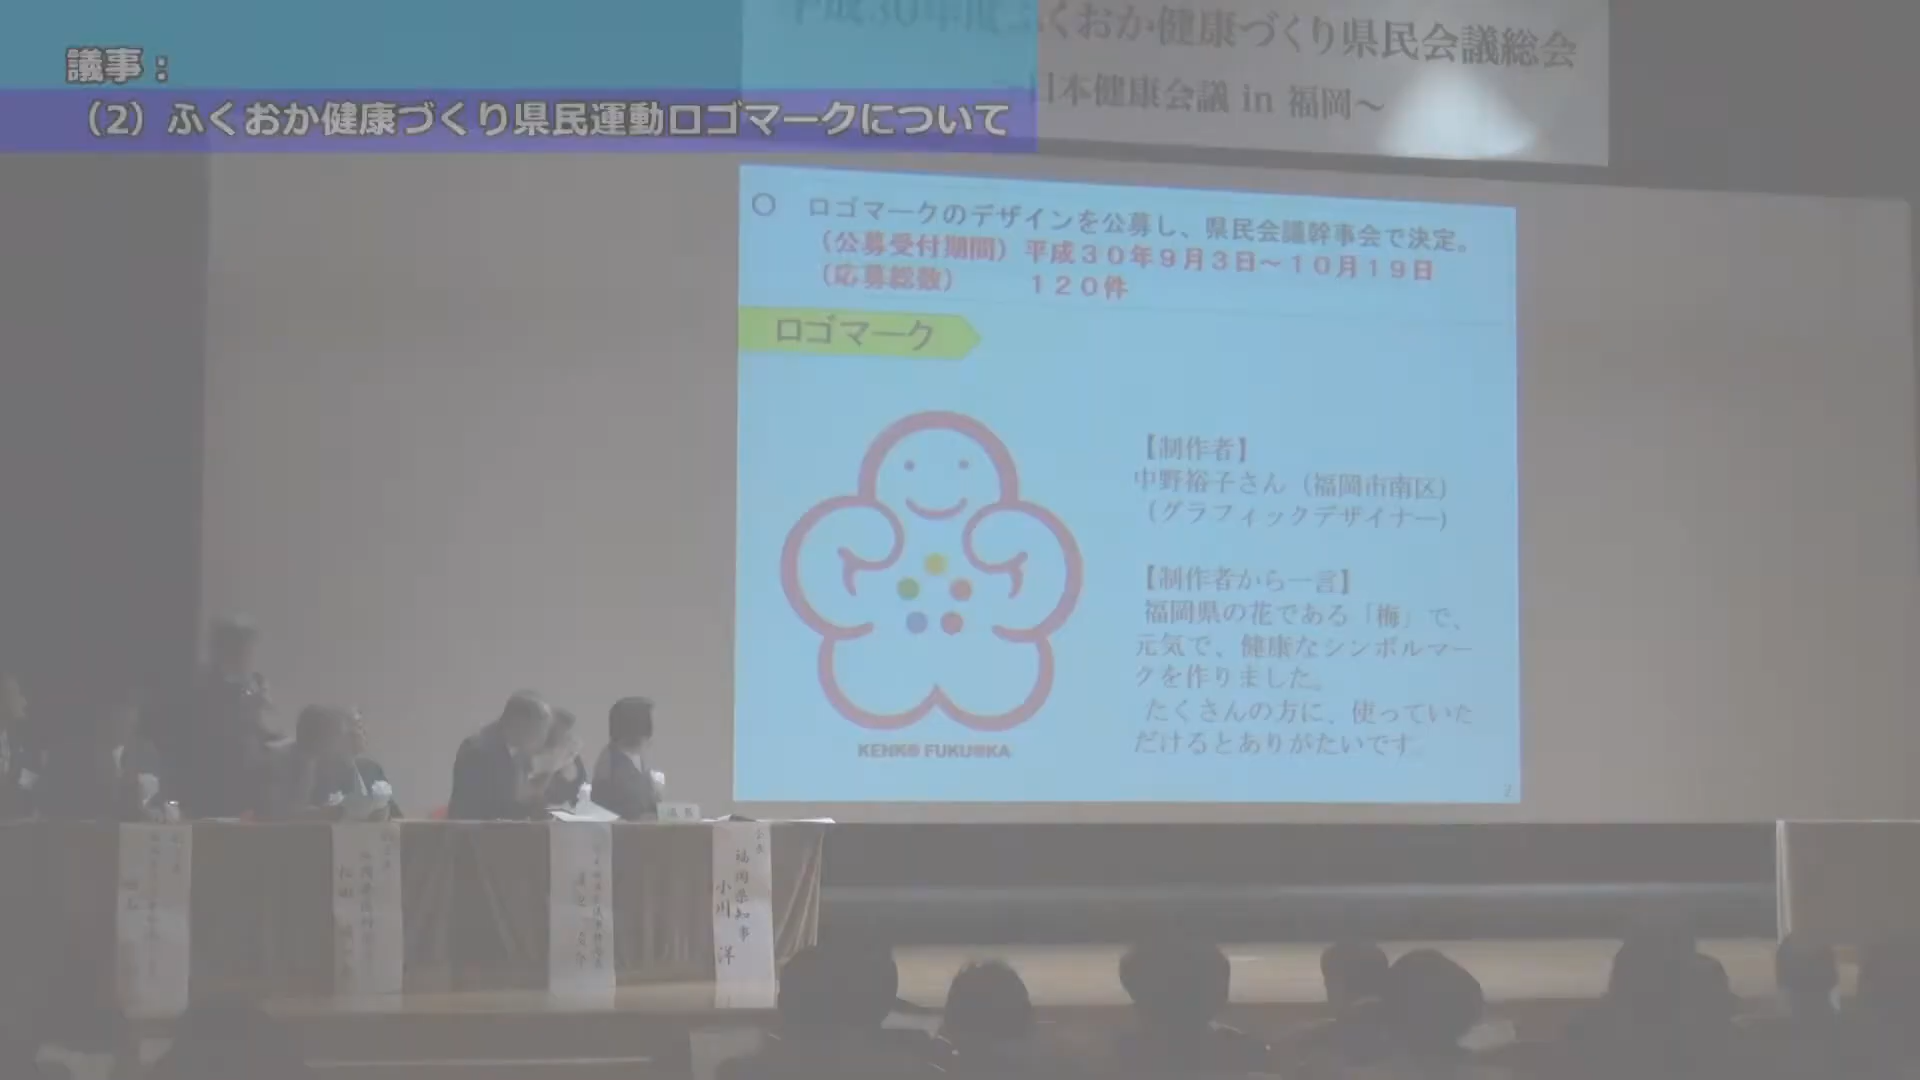 議事：
（2）ふくおか健康づくり県民運動ロゴマークについて
平成30年度ふくおか健康づくり県民会議総会
日本健康会議 in 福岡～
〇 ロゴマークのデザインを公募し、県民会議幹事会で決定。
（公募受付期間）平成３０年９月３日～１０月１９日
（応募総数） １２０件
ロゴマーク
【制作者】
中野裕子さん（福岡市南区）
（グラフィックデザイナー）
【制作者から一言】
福岡県の花である「梅」で、
元気で、健康なシンボルマー
クを作りました。
たくさんの方に、使っていた
だけるとありがたいです。
KENKO FUKUOKA
2
会長
福岡県知事
小川 洋